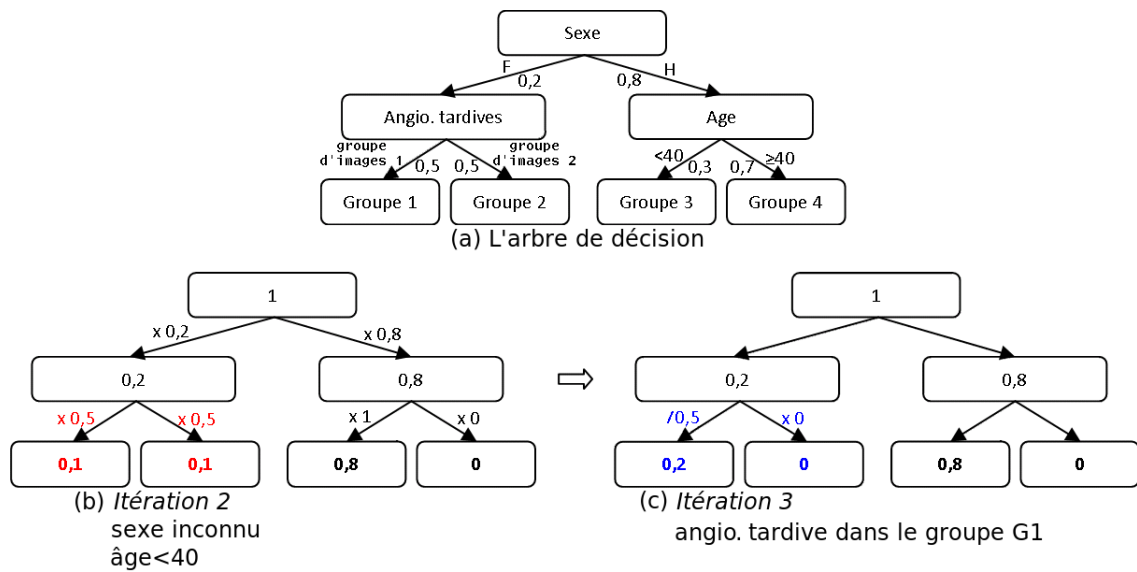 Sexe
F
H
0,2
0,8
Angio. tardives
Age
groupe
d'images 1
groupe
d'images 2
<40
≥40
0,5
0,5
0,3
0,7
Groupe 1
Groupe 2
Groupe 3
Groupe 4
(a) L'arbre de décision
1
x 0,2
x 0,8
0,2
0,8
x 0,5
x 0,5
x 1
x 0
0,1
0,1
0,8
0
(b) Itération 2
sexe inconnu
âge<40
1
0,2
0,8
/0,5
x 0
0,2
0
0,8
0
(c) Itération 3
angio. tardive dans le groupe G1